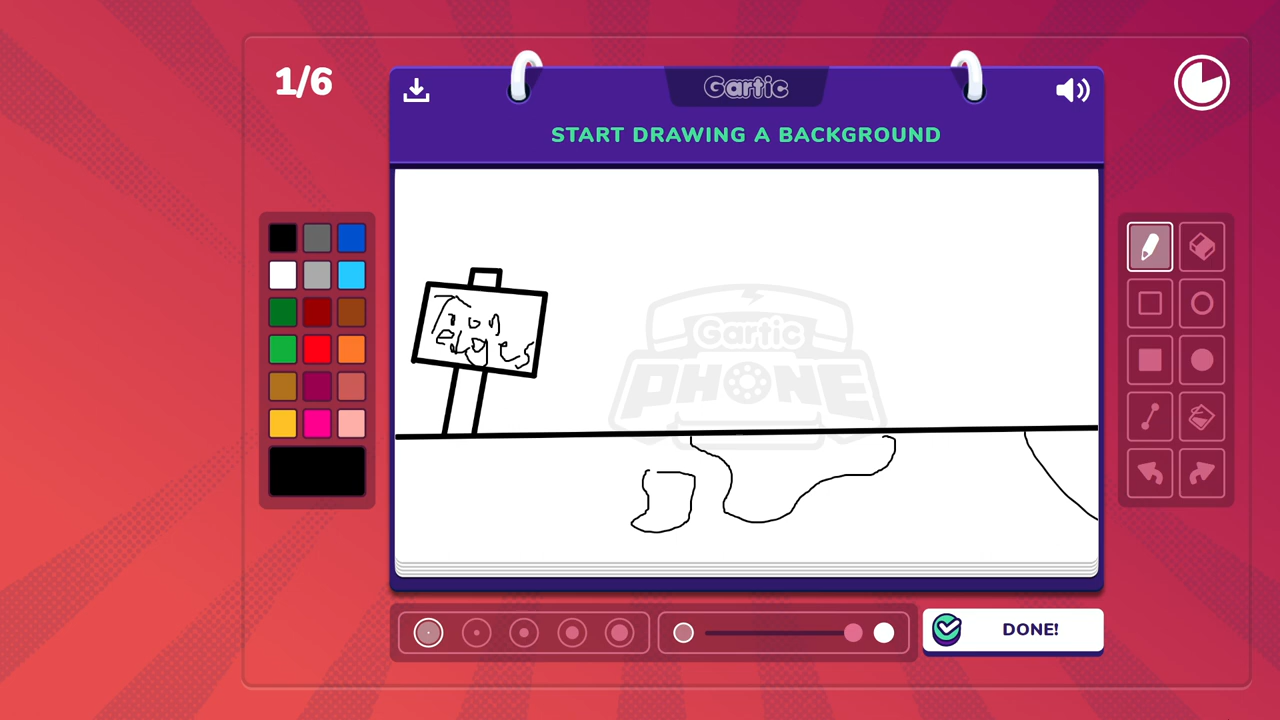 1/6
Gartic
START DRAWING A BACKGROUND
Gartic
PHONE
DONE!